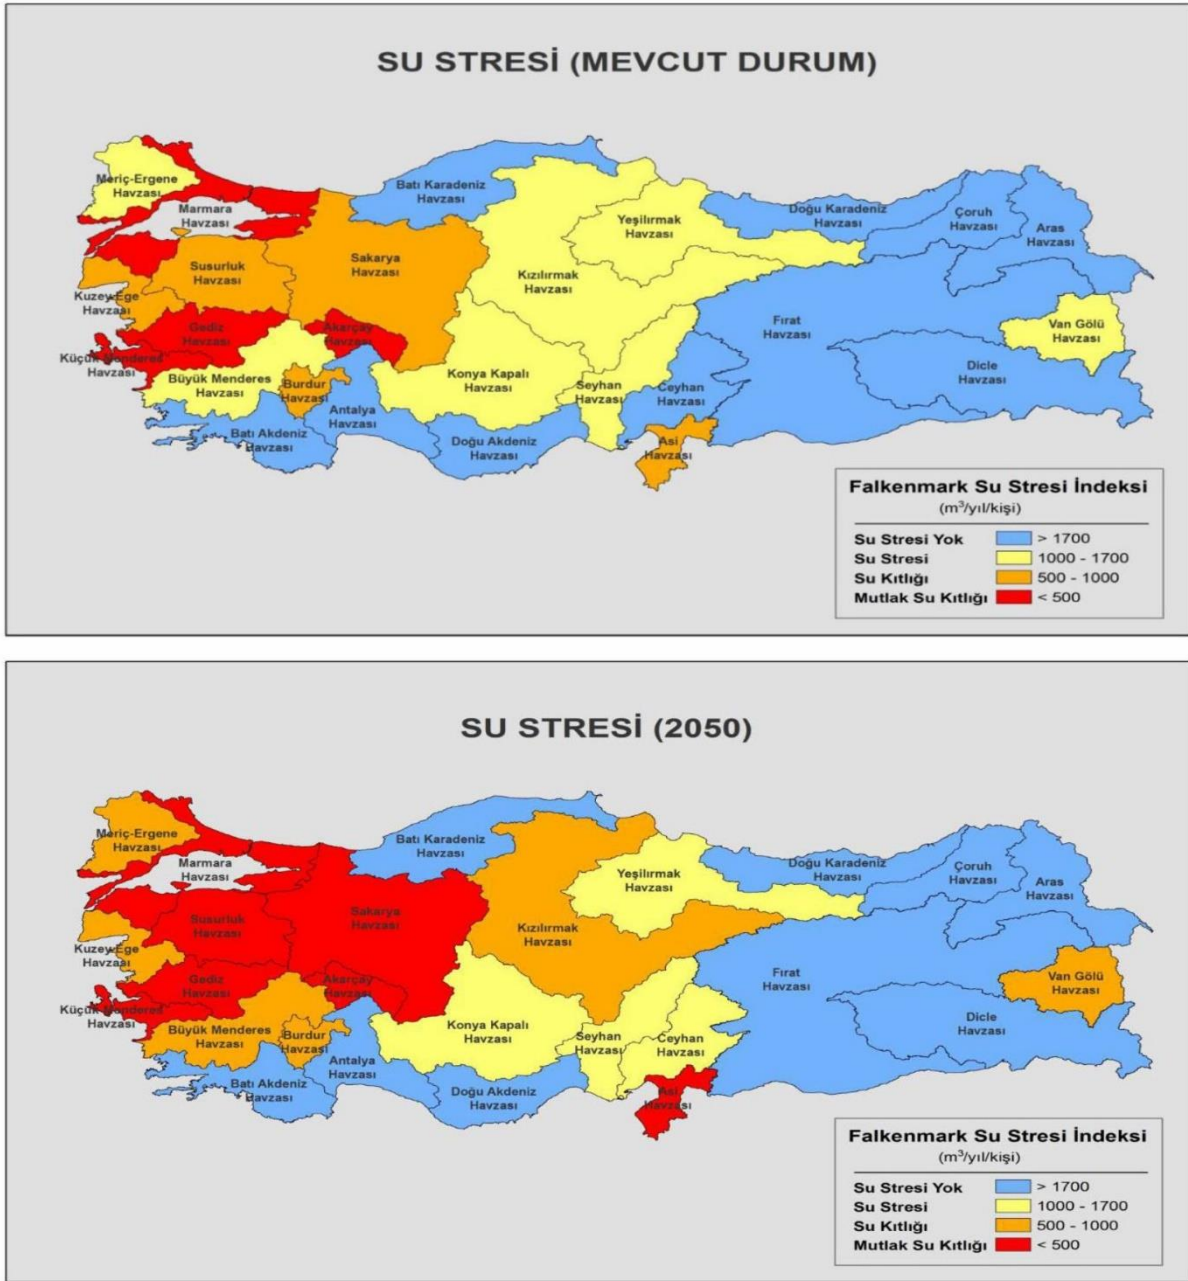 SU STRESİ (MEVCUT DURUM)
Meriç-Ergene
Havzası
Marmara
Havzası
Batı Karadeniz
Havzası
Yeşilırmak
Havzası
Doğu Karadeniz
Havzası
Çoruh
Havzası
Aras
Havzası
Susurluk
Havzası
Sakarya
Havzası
Kızılırmak
Havzası
Kuzey Ege
Havzası
Gediz
Havzası
Akarçay
Havzası
Fırat
Havzası
Van Gölü
Havzası
Küçük Menderes
Havzası
Büyük Menderes
Havzası
Burdur
Havzası
Konya Kapalı
Havzası
Seyhan
Havzası
Ceyhan
Havzası
Dicle
Havzası
Antalya
Havzası
Batı Akdeniz
Havzası
Doğu Akdeniz
Havzası
Asi
Havzası
Falkenmark Su Stresi İndeksi
(m³/yıl/kişi)
Su Stresi Yok > 1700
Su Stresi 1000 - 1700
Su Kıtlığı 500 - 1000
Mutlak Su Kıtlığı < 500
SU STRESİ (2050)
Meriç-Ergene
Havzası
Marmara
Havzası
Batı Karadeniz
Havzası
Yeşilırmak
Havzası
Doğu Karadeniz
Havzası
Çoruh
Havzası
Aras
Havzası
Susurluk
Havzası
Sakarya
Havzası
Kızılırmak
Havzası
Kuzey Ege
Havzası
Gediz
Havzası
Akarçay
Havzası
Fırat
Havzası
Van Gölü
Havzası
Küçük Menderes
Havzası
Büyük Menderes
Havzası
Burdur
Havzası
Konya Kapalı
Havzası
Seyhan
Havzası
Ceyhan
Havzası
Dicle
Havzası
Antalya
Havzası
Batı Akdeniz
Havzası
Doğu Akdeniz
Havzası
Asi
Havzası
Falkenmark Su Stresi İndeksi
(m³/yıl/kişi)
Su Stresi Yok > 1700
Su Stresi 1000 - 1700
Su Kıtlığı 500 - 1000
Mutlak Su Kıtlığı < 500